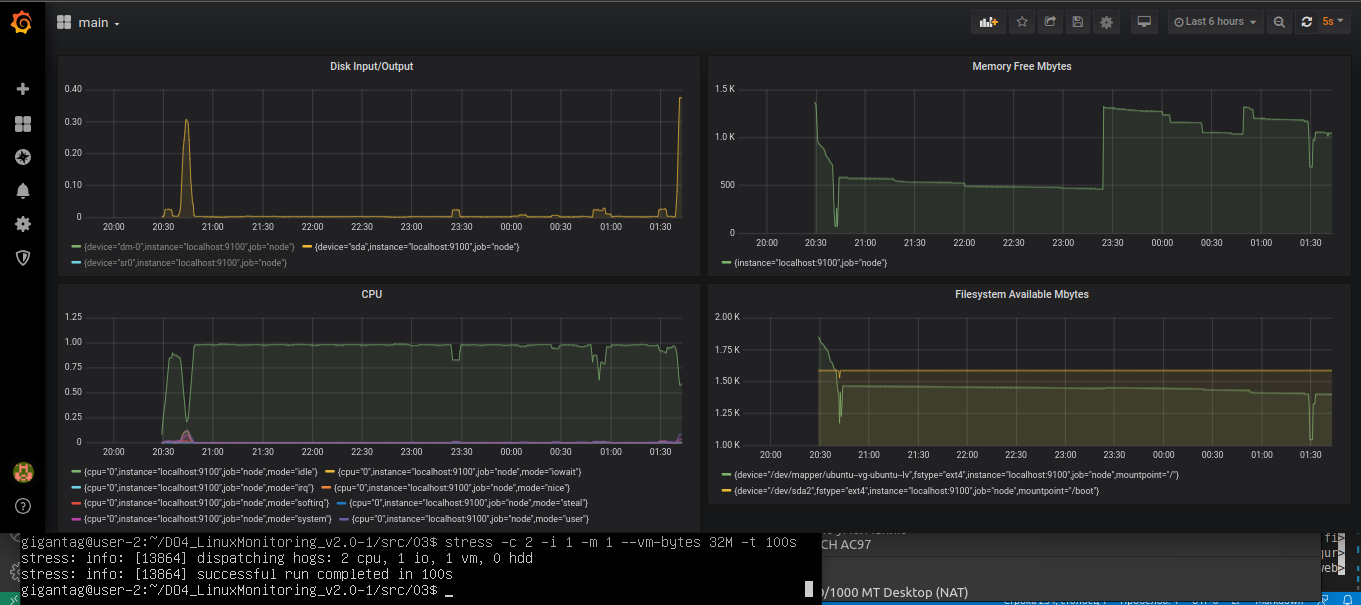 main
Last 6 hours
5s
Disk Input/Output
0.40
0.30
0.20
0.10
0
20:00 20:30 21:00 21:30 22:00 22:30 23:00 23:30 00:00 00:30 01:00 01:30
{device="dm-0",instance="localhost:9100",job="node"} {device="sda",instance="localhost:9100",job="node"}
{device="sr0",instance="localhost:9100",job="node"}
Memory Free Mbytes
1.5 K
1.0 K
500
0
20:00 20:30 21:00 21:30 22:00 22:30 23:00 23:30 00:00 00:30 01:00 01:30
{instance="localhost:9100",job="node"}
CPU
1.25
1.00
0.75
0.50
0.25
0
20:00 20:30 21:00 21:30 22:00 22:30 23:00 23:30 00:00 00:30 01:00 01:30
{cpu="0",instance="localhost:9100",job="node",mode="idle"} {cpu="0",instance="localhost:9100",job="node",mode="iowait"}
{cpu="0",instance="localhost:9100",job="node",mode="irq"} {cpu="0",instance="localhost:9100",job="node",mode="nice"}
{cpu="0",instance="localhost:9100",job="node",mode="softirq"} {cpu="0",instance="localhost:9100",job="node",mode="steal"}
{cpu="0",instance="localhost:9100",job="node",mode="system"} {cpu="0",instance="localhost:9100",job="node",mode="user"}
Filesystem Available Mbytes
2.00 K
1.75 K
1.50 K
1.25 K
1.00 K
20:00 20:30 21:00 21:30 22:00 22:30 23:00 23:30 00:00 00:30 01:00 01:30
{device="/dev/mapper/ubuntu--vg-ubuntu--lv",fstype="ext4",instance="localhost:9100",job="node",mountpoint="/"}
{device="/dev/sda2",fstype="ext4",instance="localhost:9100",job="node",mountpoint="/boot"}
gigantag@user-2:~/DO4_LinuxMonitoring_v2.0-1/src/03$ stress -c 2 -i 1 -m 1 --vm-bytes 32M -t 100s
stress: info: [13864] dispatching hogs: 2 cpu, 1 io, 1 vm, 0 hdd
stress: info: [13864] successful run completed in 100s
gigantag@user-2:~/DO4_LinuxMonitoring_v2.0-1/src/03$ _
CH AC97
/1000 MT Desktop (NAT)